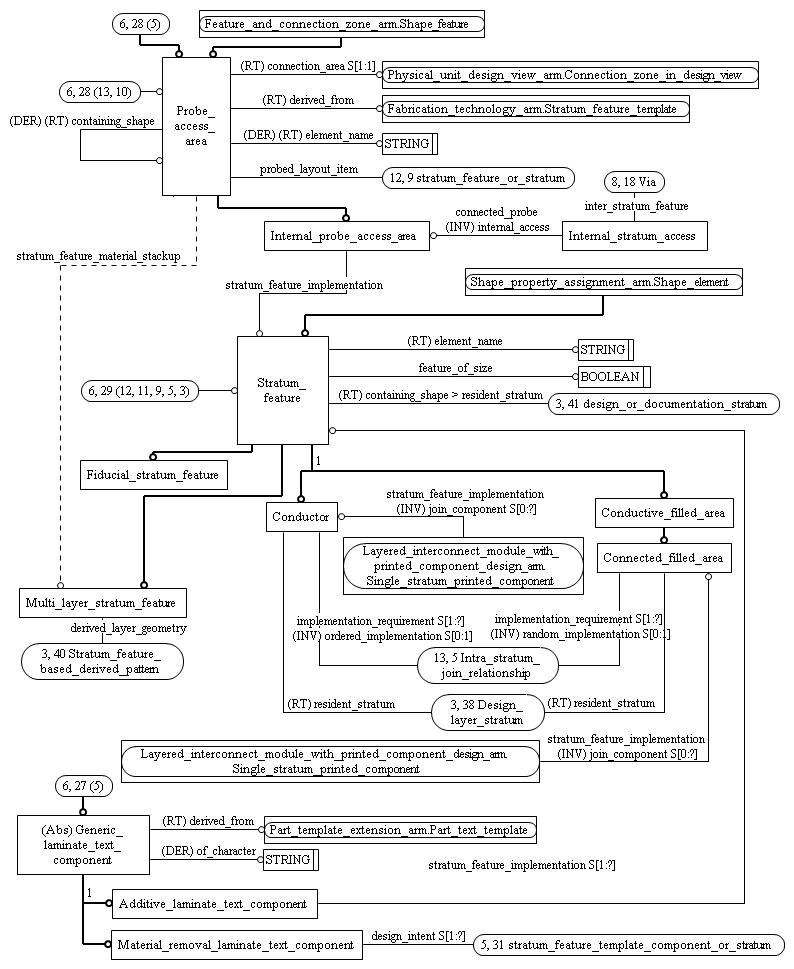 6, 28 (5)
Feature_and_connection_zone_arm.Shape_feature
(RT) connection_area S[1:1]
Physical_unit_design_view_arm.Connection_zone_in_design_view
6, 28 (13, 10)
(RT) derived_from
Fabrication_technology_arm.Stratum_feature_template
Probe_
access_
area
(DER) (RT) containing_shape
(DER) (RT) element_name
STRING
probed_layout_item
12, 9 stratum_feature_or_stratum
8, 18 Via
inter_stratum_feature
connected_probe
(INV) internal_access
Internal_probe_access_area
Internal_stratum_access
stratum_feature_material_stackup
stratum_feature_implementation
Shape_property_assignment_arm.Shape_element
(RT) element_name
STRING
feature_of_size
BOOLEAN
Stratum_
feature
6, 29 (12, 11, 9, 5, 3)
(RT) containing_shape > resident_stratum
3, 41 design_or_documentation_stratum
1
Fiducial_stratum_feature
stratum_feature_implementation
(INV) join_component S[0:?]
Conductor
Conductive_filled_area
Layered_interconnect_module_with_
printed_component_design_arm.
Single_stratum_printed_component
Connected_filled_area
Multi_layer_stratum_feature
derived_layer_geometry
3, 40 Stratum_feature_
based_derived_pattern
implementation_requirement S[1:?]
(INV) ordered_implementation S[0:1]
implementation_requirement S[1:?]
(INV) random_implementation S[0:1]
13, 5 Intra_stratum_
join_relationship
(RT) resident_stratum
3, 38 Design_
layer_stratum
(RT) resident_stratum
stratum_feature_implementation
(INV) join_component S[0:?]
Layered_interconnect_module_with_printed_component_design_arm.
Single_stratum_printed_component
6, 27 (5)
(Abs) Generic_
laminate_text_
component
(RT) derived_from
Part_template_extension_arm.Part_text_template
(DER) of_character
STRING
stratum_feature_implementation S[1:?]
1
Additive_laminate_text_component
Material_removal_laminate_text_component
design_intent S[1:?]
5, 31 stratum_feature_template_component_or_stratum